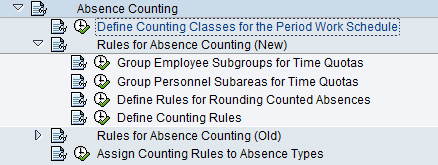 Absence Counting
Define Counting Classes for the Period Work Schedule
Rules for Absence Counting (New)
Group Employee Subgroups for Time Quotas
Group Personnel Subareas for Time Quotas
Define Rules for Rounding Counted Absences
Define Counting Rules
Rules for Absence Counting (Old)
Assign Counting Rules to Absence Types